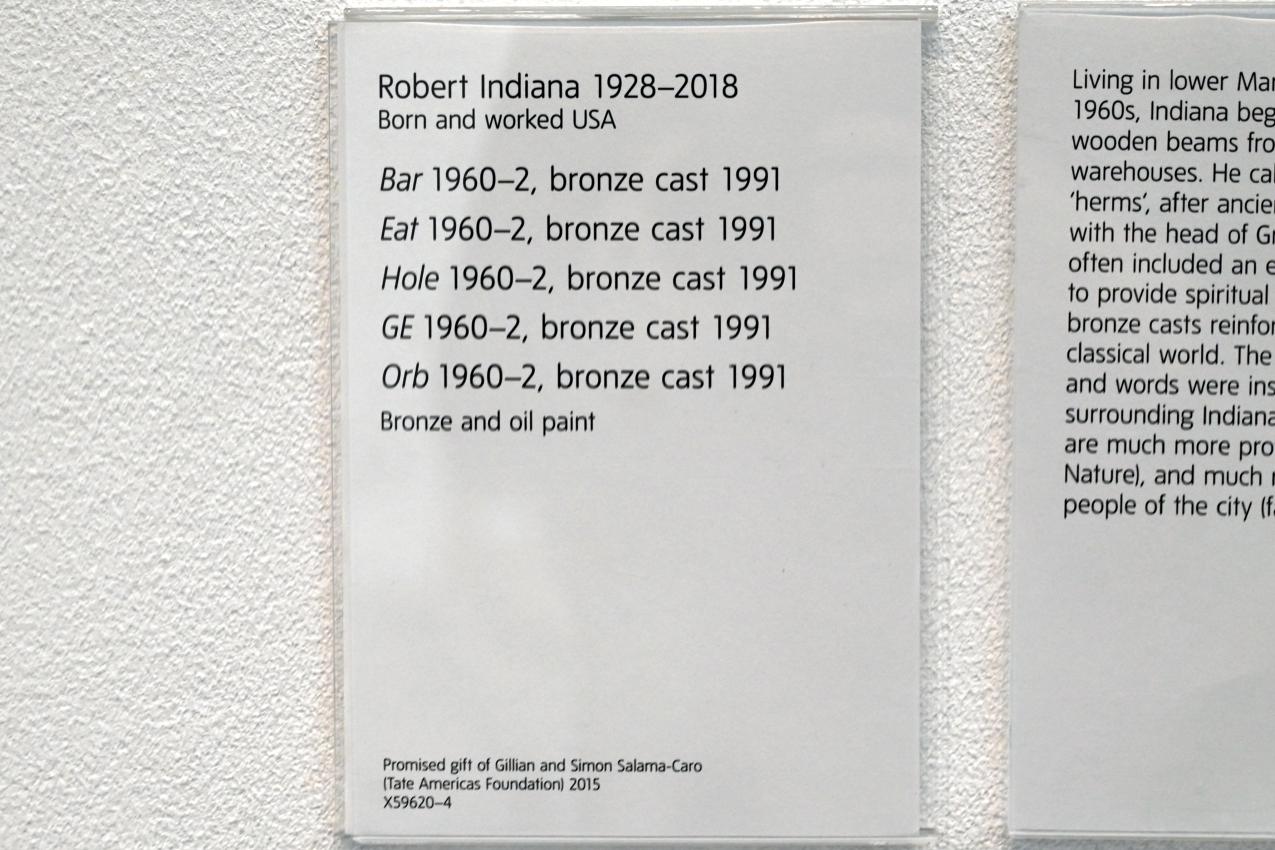 Robert Indiana 1928–2018
Born and worked USA
Bar 1960–2, bronze cast 1991
Eat 1960–2, bronze cast 1991
Hole 1960–2, bronze cast 1991
GE 1960–2, bronze cast 1991
Orb 1960–2, bronze cast 1991
Bronze and oil paint
Promised gift of Gillian and Simon Salama-Caro
(Tate Americas Foundation) 2015
X59620–4
Living in lower
1960s, Indiana
wooden beams
warehouses. He
‘herms’, after
with the head of
often included an
to provide spiritual
bronze casts
classical world. The
and words were
surrounding
are much more
Nature), and much
people of the city